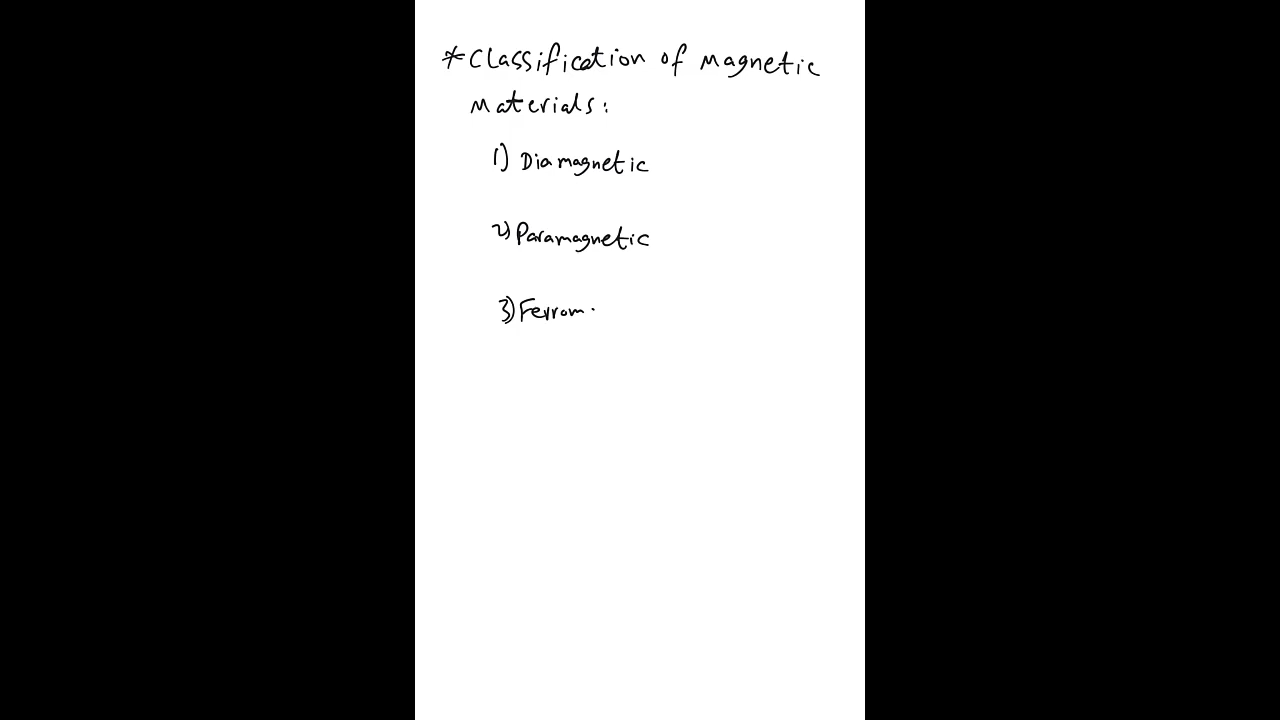 *Classification of Magnetic
Materials:
1) Diamagnetic
2) Paramagnetic
3) Ferrom.